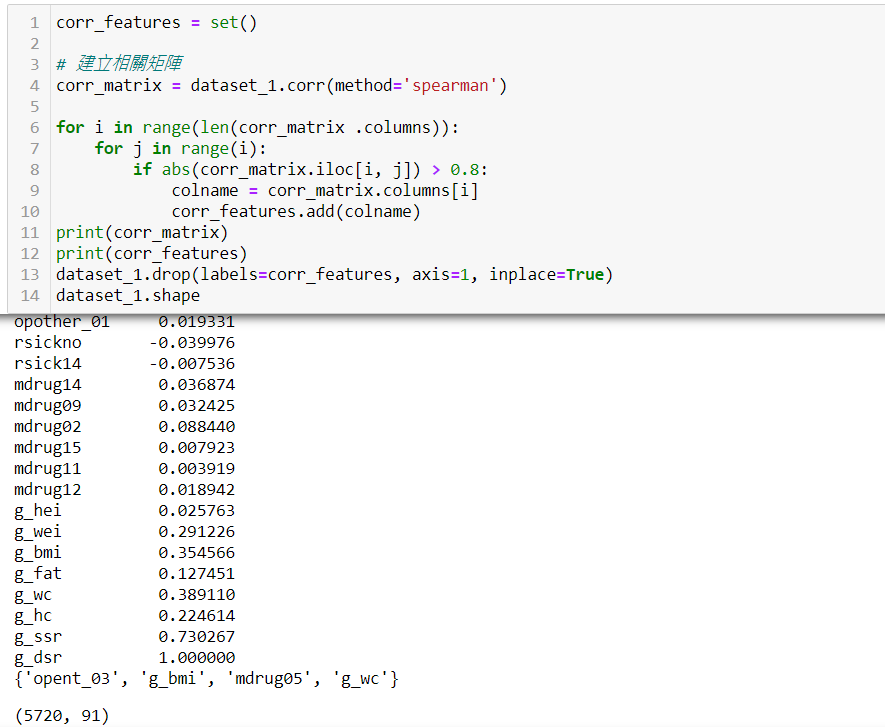 1 corr_features = set()
2
3 # 建立相關矩陣
4 corr_matrix = dataset_1.corr(method='spearman')
5
6 for i in range(len(corr_matrix .columns)):
7     for j in range(i):
8         if abs(corr_matrix.iloc[i, j]) > 0.8:
9             colname = corr_matrix.columns[i]
10             corr_features.add(colname)
11 print(corr_matrix)
12 print(corr_features)
13 dataset_1.drop(labels=corr_features, axis=1, inplace=True)
14 dataset_1.shape
opother_01     0.019331
rsickno       -0.039976
rsick14       -0.007536
mdrug14        0.036874
mdrug09        0.032425
mdrug02        0.088440
mdrug15        0.007923
mdrug11        0.003919
mdrug12        0.018942
g_hei          0.025763
g_wei          0.291226
g_bmi          0.354566
g_fat          0.127451
g_wc           0.389110
g_hc           0.224614
g_ssr          0.730267
g_dsr          1.000000
{'opent_03', 'g_bmi', 'mdrug05', 'g_wc'}
(5720, 91)